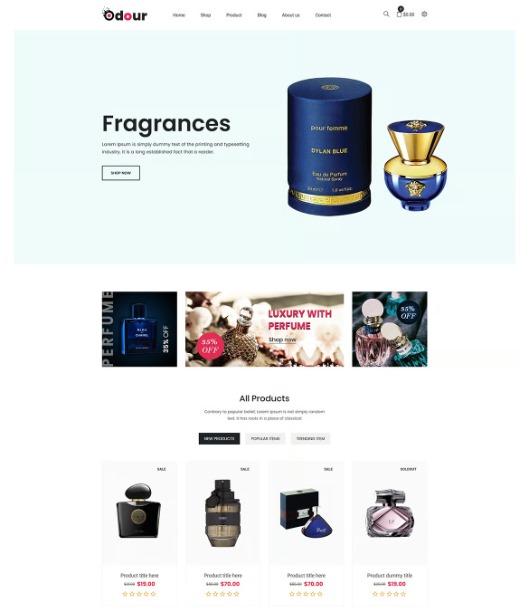 Odour
Home Shop Product Blog About us Contact
Fragrances
Lorem Ipsum is simply dummy text of the printing and typesetting
industry. It is a long established fact that a reader.
SHOP NOW
pour femme
DYLAN BLUE
Eau de Parfum
Natural Spray
PERFUME
BLEU
CHANEL
35% OFF
35%
OFF
LUXURY WITH
PERFUME
Shop now
35%
OFF
All Products
Contrary to popular belief, Lorem Ipsum is not simply random
text. It has roots in a piece of classical.
NEW PRODUCTS POPULAR ITEMS TRENDING ITEM
SALE SALE SALE SOLDOUT
Product title here Product title here Product title here Product dummy title
$15.00 $70.00 $70.00 $19.00